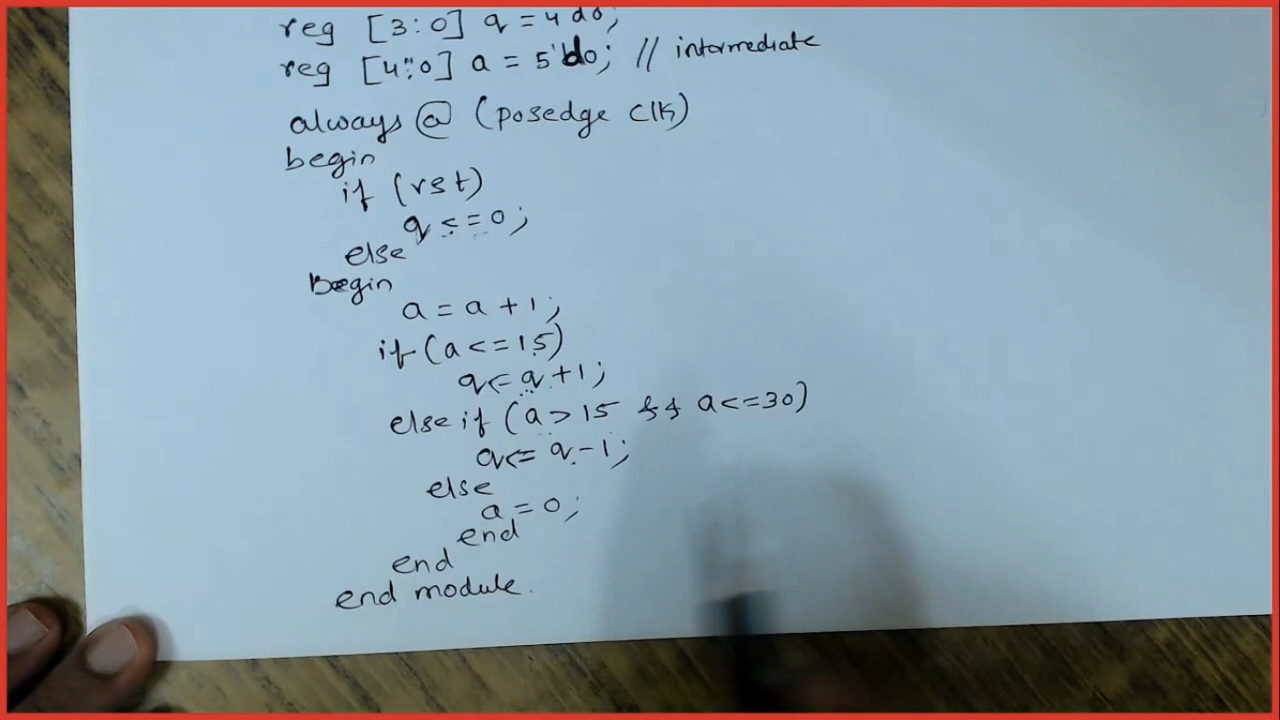 reg [3:0] q = 4'd0;
reg [4:0] a = 5'd0; // intermediate
always @ (posedge clk)
begin
if (rst)
q <= 0;
else
Begin
a = a + 1;
if (a <= 15)
q <= q + 1;
else if (a > 15 && a <= 30)
q <= q - 1;
else
a = 0;
end
end
end module.